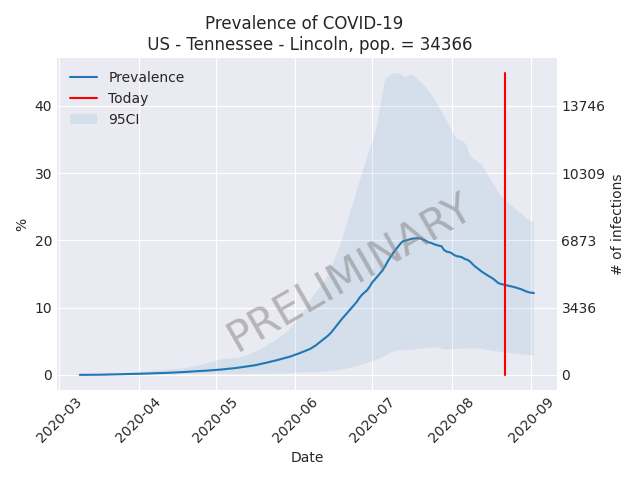 Prevalence of COVID-19
US - Tennessee - Lincoln, pop. = 34366
Prevalence
Today
95CI
40
30
20
10
0
%
13746
10309
6873
3436
0
# of infections
PRELIMINARY
2020-03
2020-04
2020-05
2020-06
2020-07
2020-08
2020-09
Date